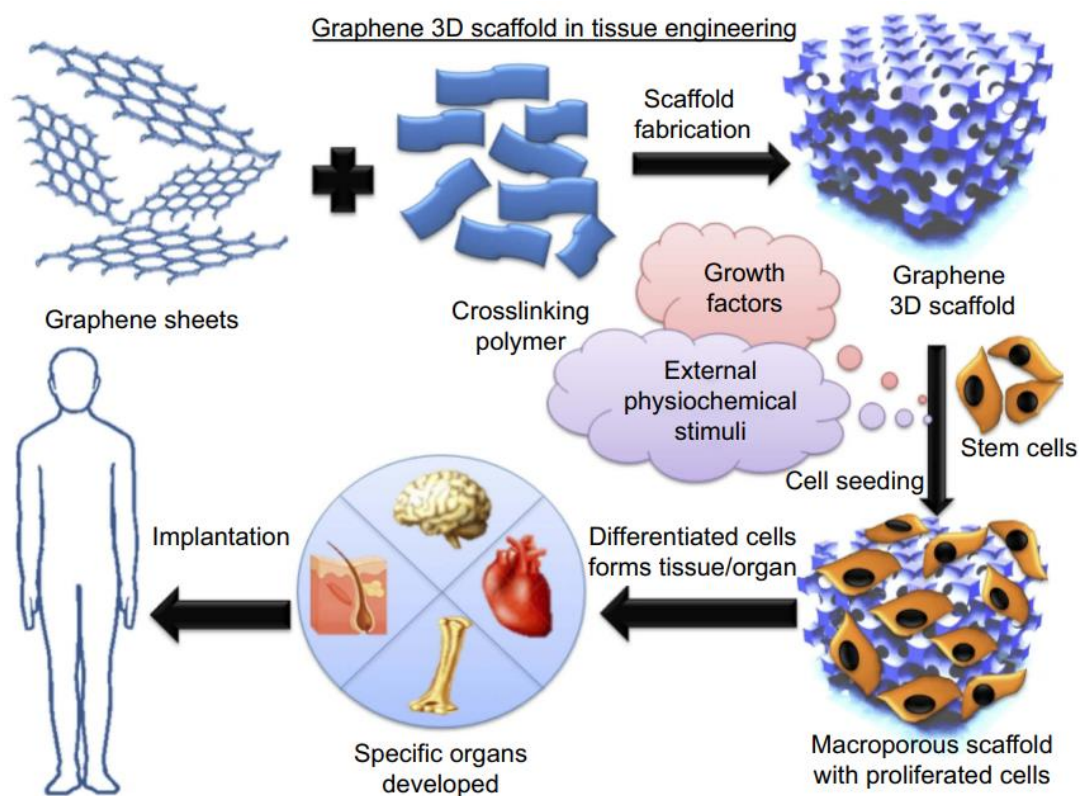 Graphene 3D scaffold in tissue engineering
Scaffold
fabrication
Graphene sheets
Crosslinking
polymer
Graphene
3D scaffold
Growth
factors
External
physiochemical
stimuli
Stem cells
Cell seeding
Implantation
Differentiated cells
forms tissue/organ
Specific organs
developed
Macroporous scaffold
with proliferated cells